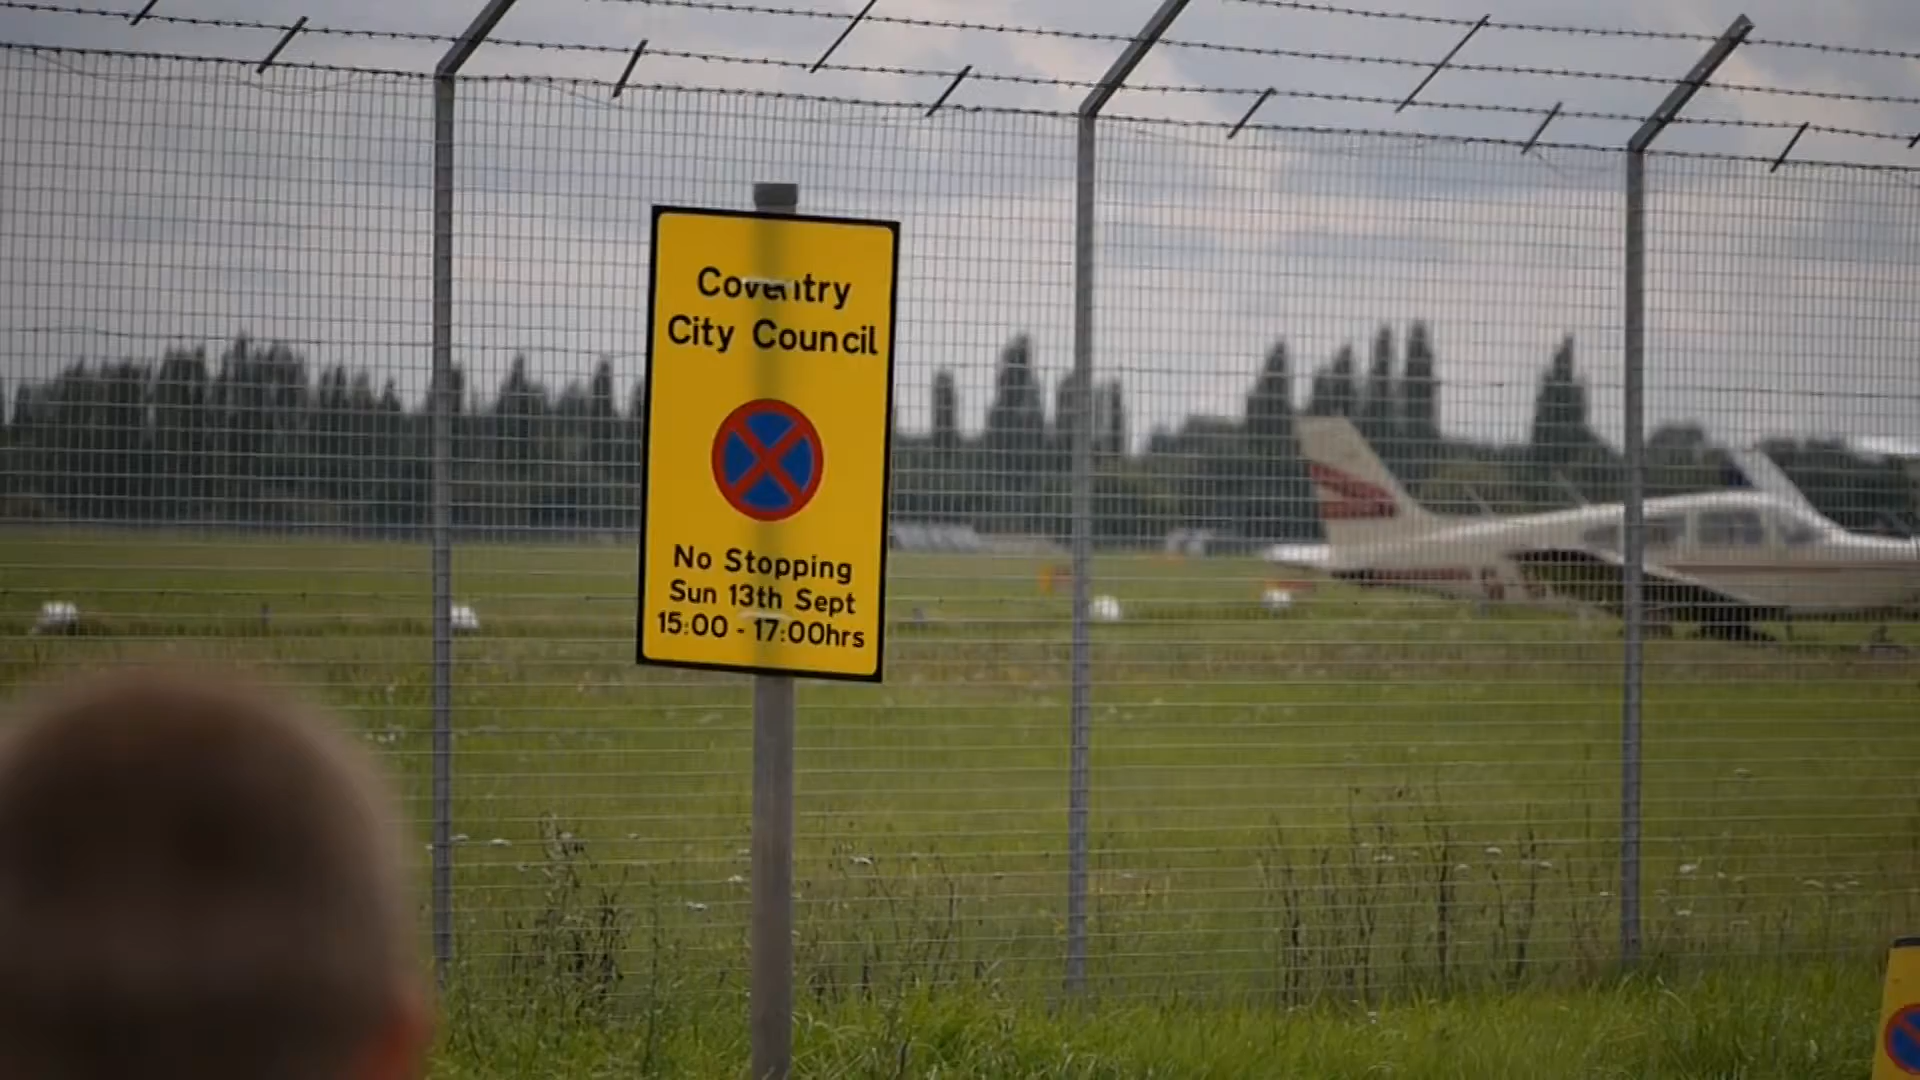 Coventry
City Council
No Stopping
Sun 13th Sept
15:00 - 17:00hrs